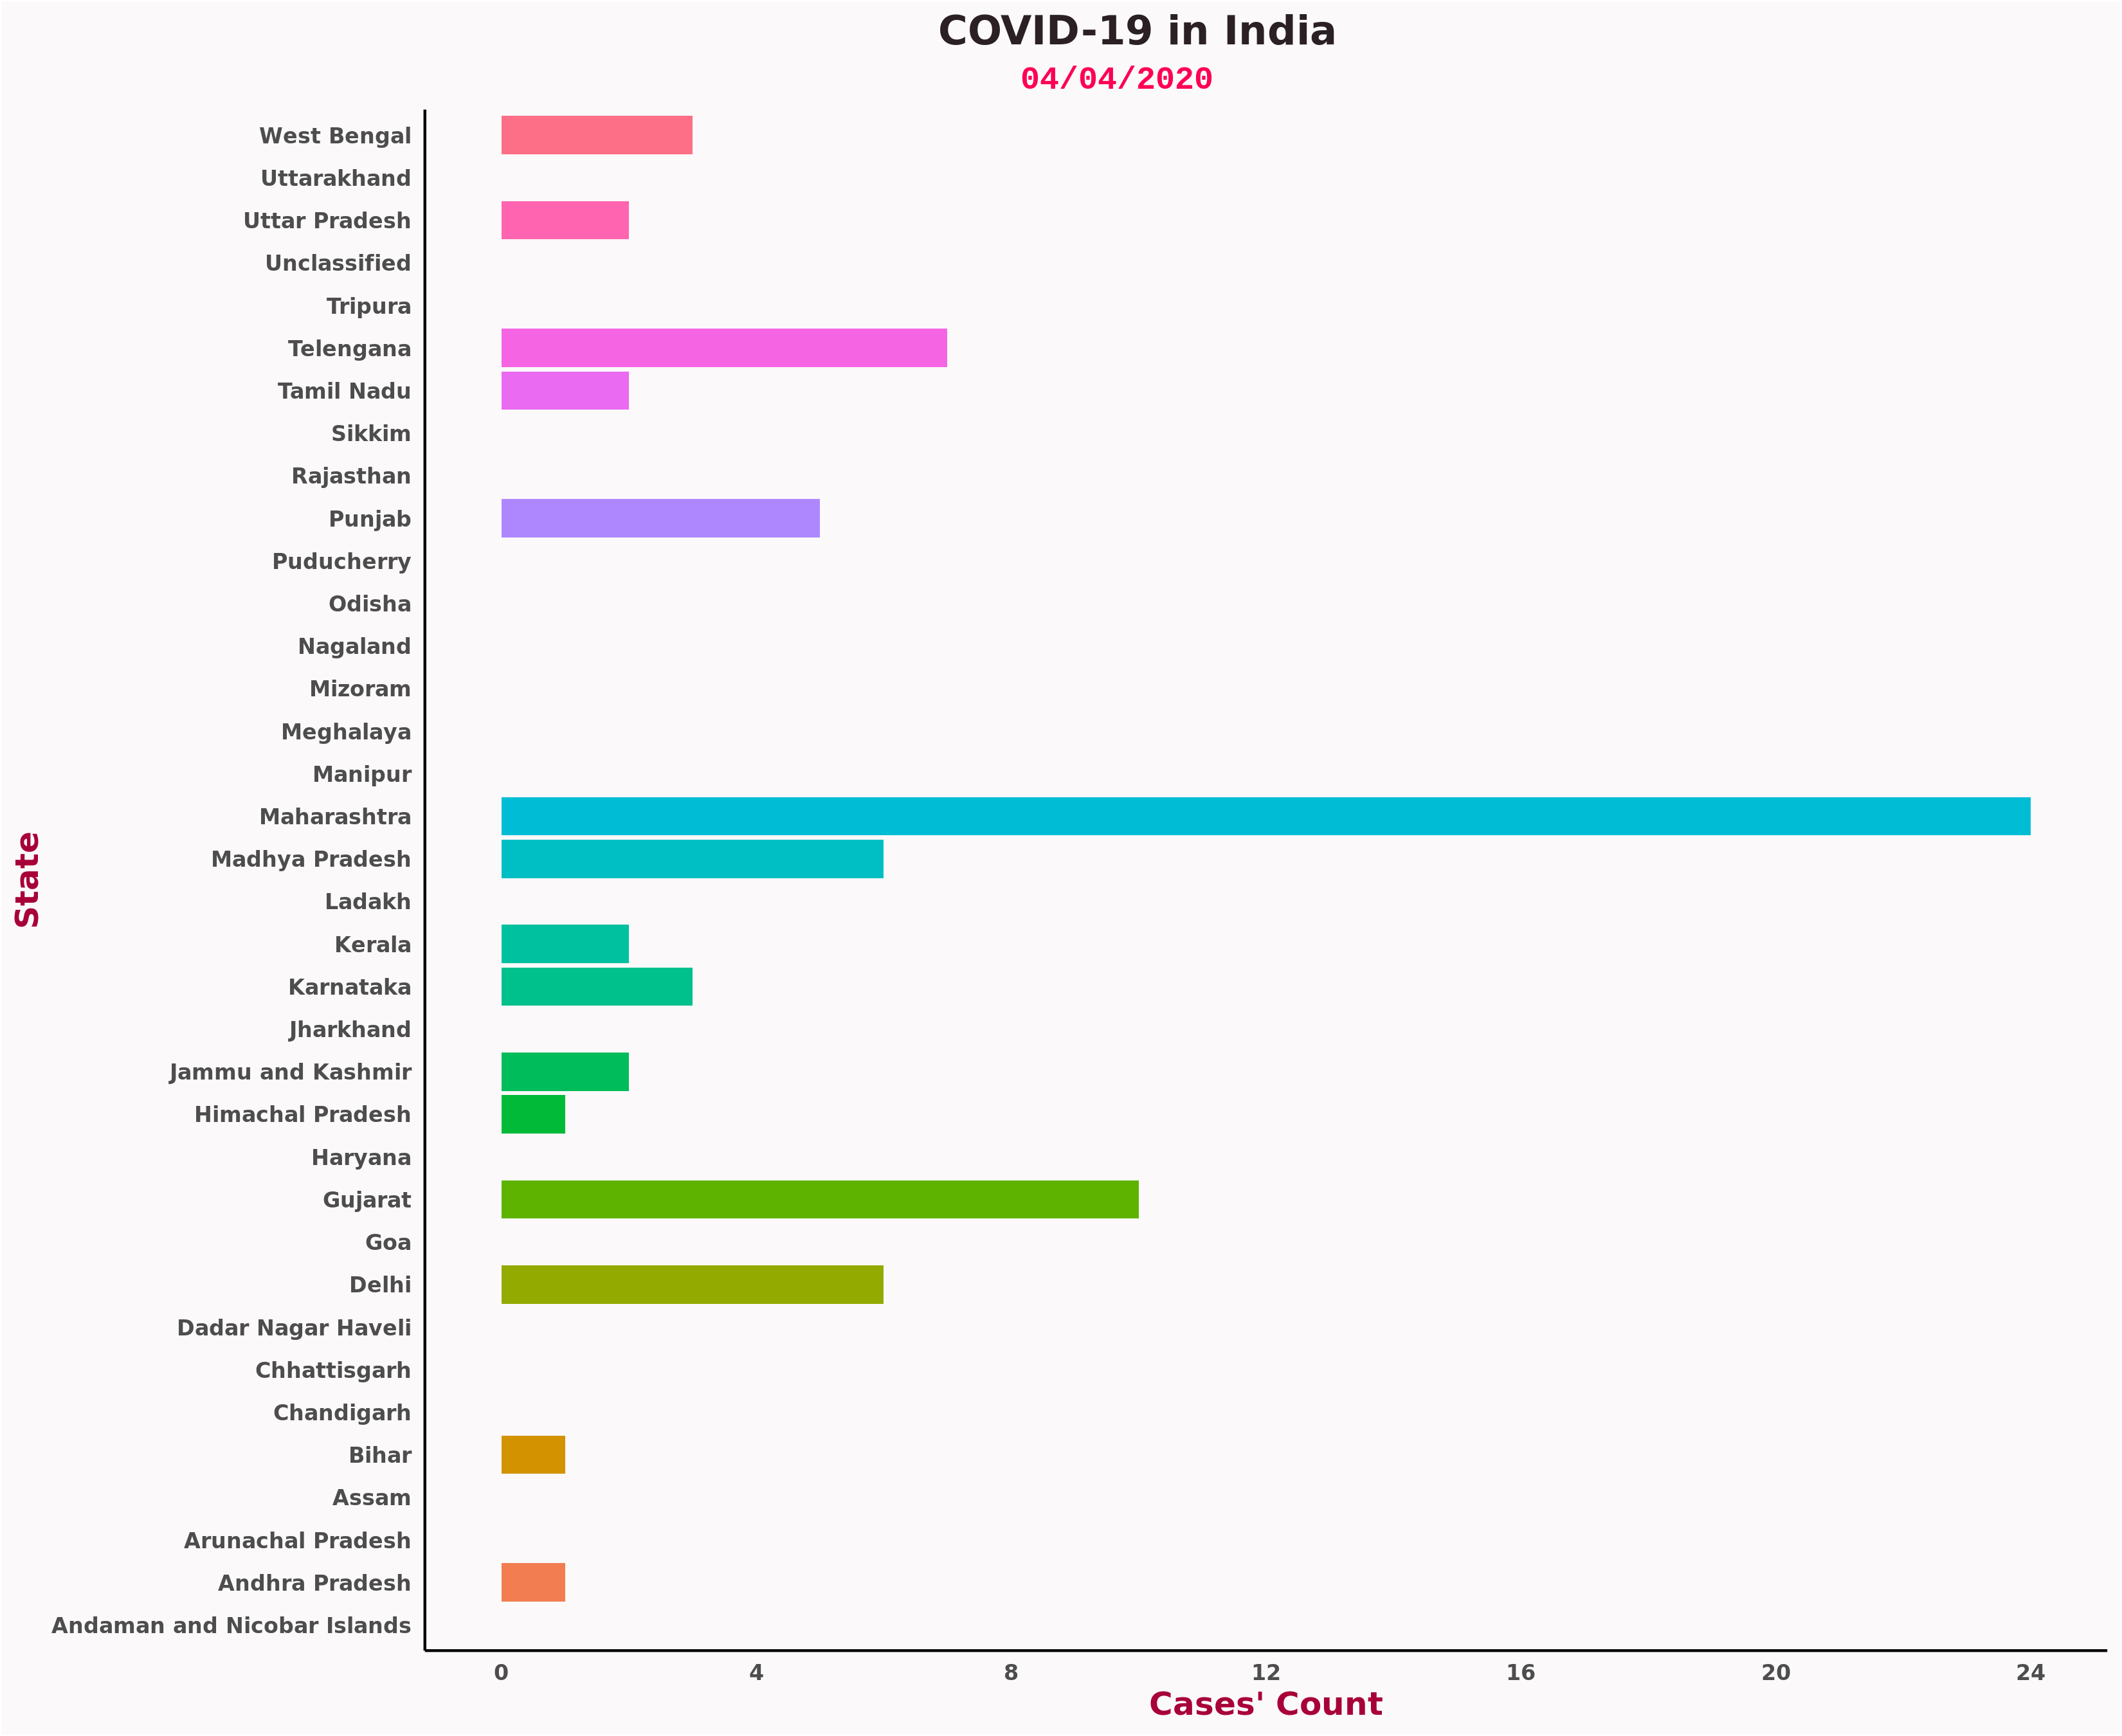 COVID-19 in India
04/04/2020
West Bengal
Uttarakhand
Uttar Pradesh
Unclassified
Tripura
Telengana
Tamil Nadu
Sikkim
Rajasthan
Punjab
Puducherry
Odisha
Nagaland
Mizoram
Meghalaya
Manipur
Maharashtra
Madhya Pradesh
Ladakh
Kerala
Karnataka
Jharkhand
Jammu and Kashmir
Himachal Pradesh
Haryana
Gujarat
Goa
Delhi
Dadar Nagar Haveli
Chhattisgarh
Chandigarh
Bihar
Assam
Arunachal Pradesh
Andhra Pradesh
Andaman and Nicobar Islands
State
0 4 8 12 16 20 24
Cases' Count